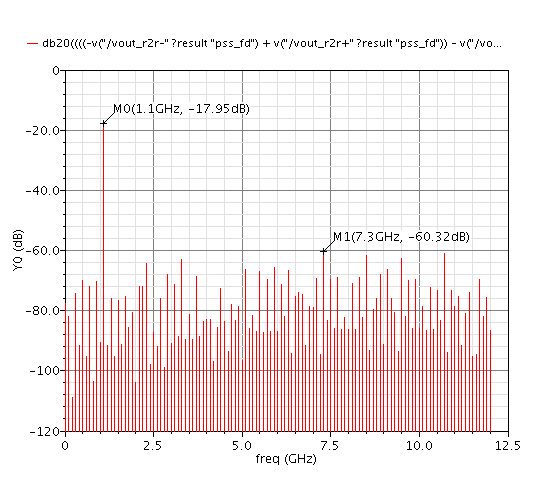 — db20((((-v("/vout_r2r-" ?result "pss_fd") + v("/vout_r2r+" ?result "pss_fd")) - v("/vo...
0
M0(1.1GHz, -17.95dB)
-20.0
-40.0
M1(7.3GHz, -60.32dB)
-60.0
Y0 (dB)
-80.0
-100
-120
0 2.5 5.0 7.5 10.0 12.5
freq (GHz)